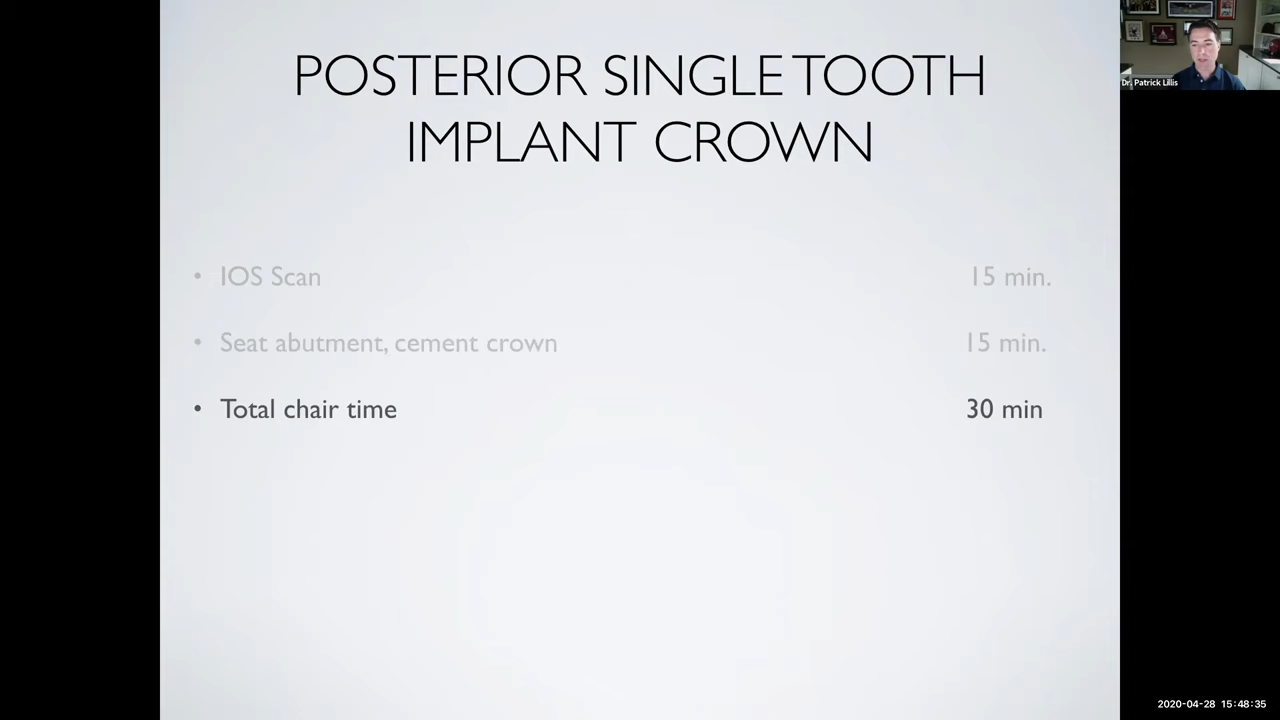 POSTERIOR SINGLE TOOTH
IMPLANT CROWN
Dr. Patrick Lillis
• IOS Scan 15 min.
• Seat abutment, cement crown 15 min.
• Total chair time 30 min
2020-04-28 15:48:35